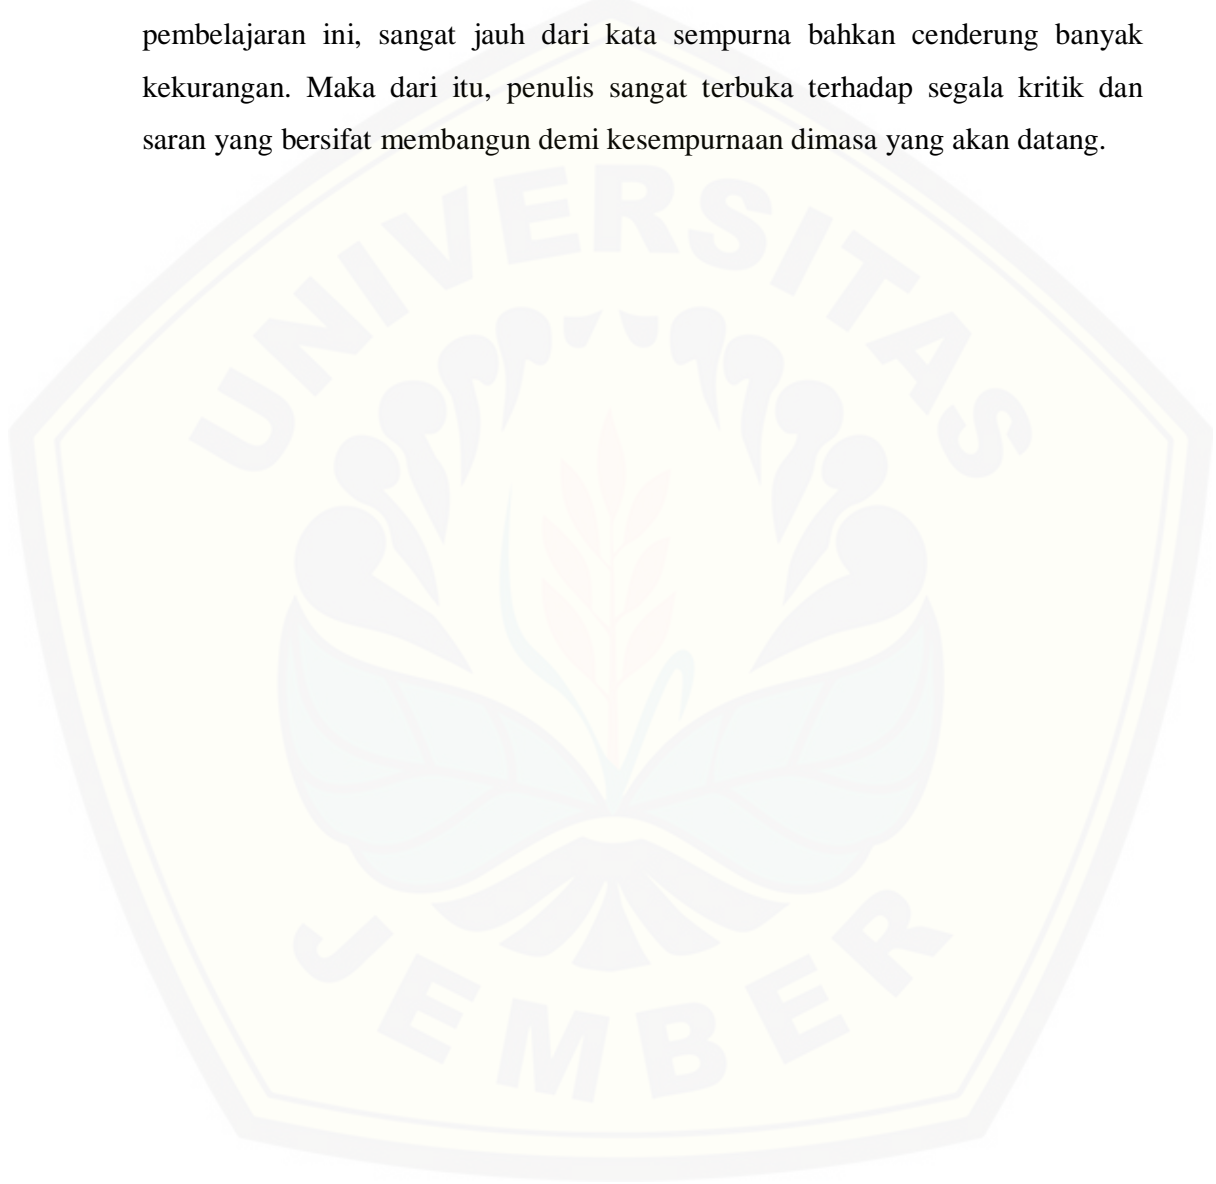 pembelajaran ini, sangat jauh dari kata sempurna bahkan cenderung banyak
kekurangan. Maka dari itu, penulis sangat terbuka terhadap segala kritik dan
saran yang bersifat membangun demi kesempurnaan dimasa yang akan datang.
UNIVERSITAS
JEMBER